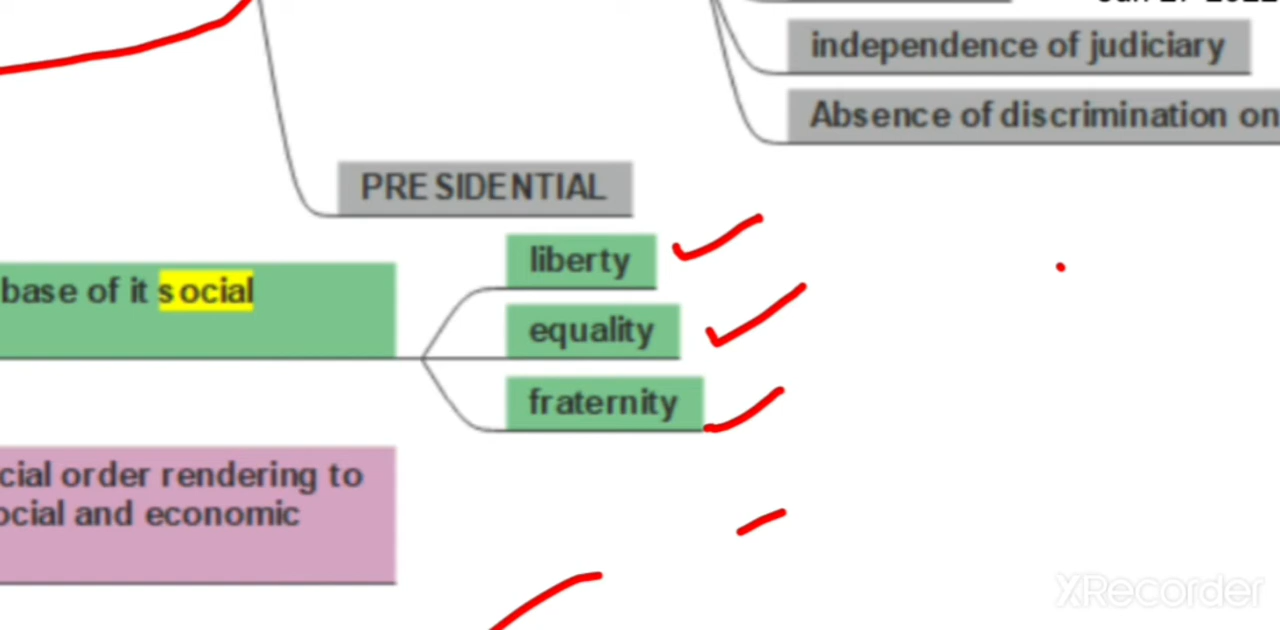 independence of judiciary
Absence of discrimination on
PRESIDENTIAL
liberty
base of it social
equality
fraternity
cial order rendering to
ocial and economic
XRecorder